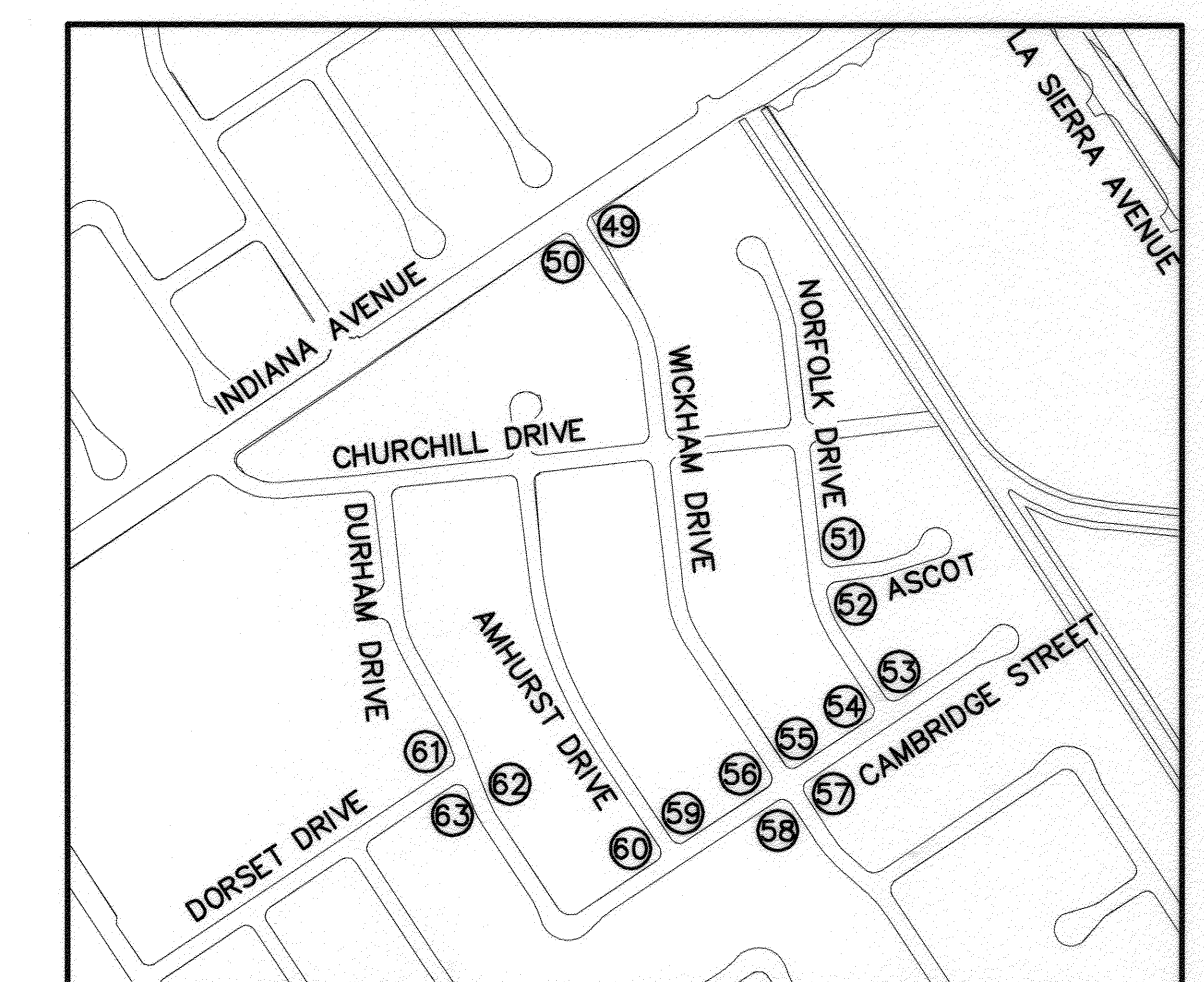 LA SIERRA AVENUE
49
50
INDIANA AVENUE
NORFOLK DRIVE
WICKHAM DRIVE
CHURCHILL DRIVE
DURHAM DRIVE
51
ASCOT
52
AMHURST DRIVE
53
CAMBRIDGE STREET
54
55
61
56
62
57
63
59
58
60
DORSET DRIVE